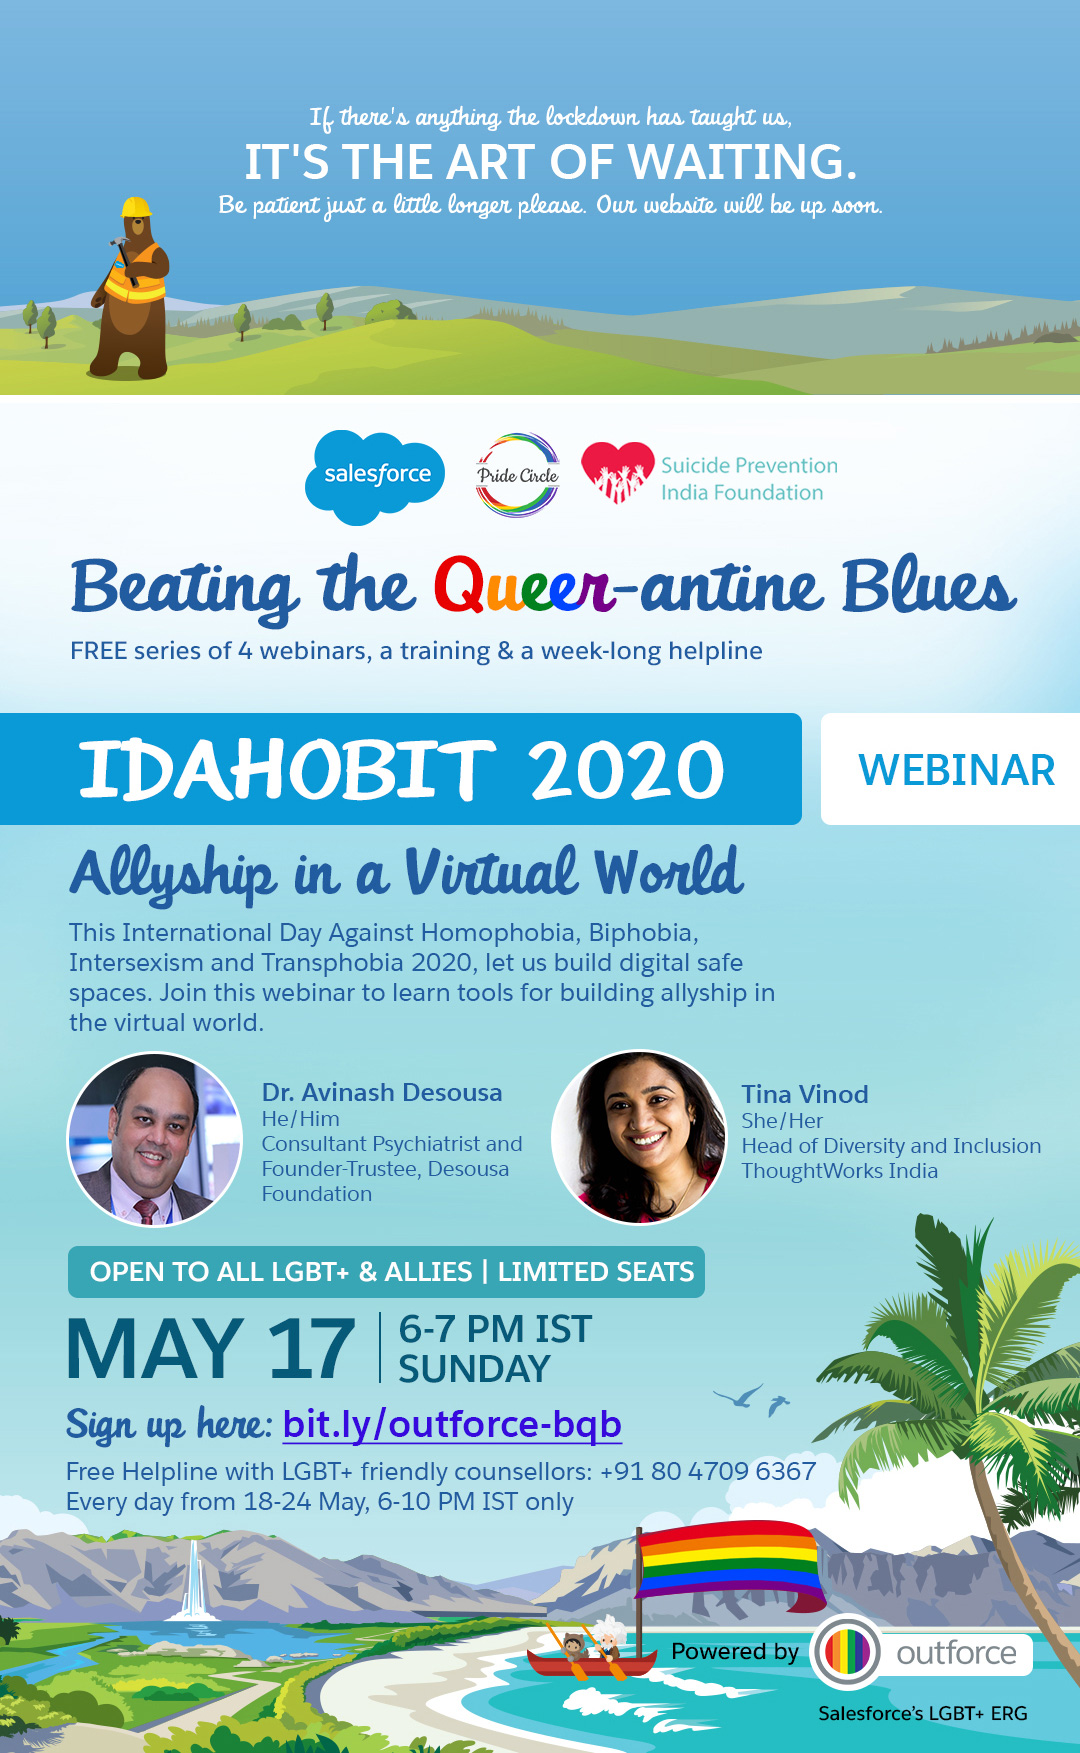 If there's anything the lockdown has taught us,
IT'S THE ART OF WAITING.
Be patient just a little longer please. Our website will be up soon.
salesforce
Pride Circle
Suicide Prevention
India Foundation
Beating the Queer-antine Blues
FREE series of 4 webinars, a training & a week-long helpline
IDAHOBIT 2020
WEBINAR
Allyship in a Virtual World
This International Day Against Homophobia, Biphobia,
Intersexism and Transphobia 2020, let us build digital safe
spaces. Join this webinar to learn tools for building allyship in
the virtual world.
Dr. Avinash Desousa
He/Him
Consultant Psychiatrist and
Founder-Trustee, Desousa
Foundation
Tina Vinod
She/Her
Head of Diversity and Inclusion
ThoughtWorks India
OPEN TO ALL LGBT+ & ALLIES | LIMITED SEATS
MAY 17
6-7 PM IST
SUNDAY
Sign up here: bit.ly/outforce-bqb
Free Helpline with LGBT+ friendly counsellors: +91 80 4709 6367
Every day from 18-24 May, 6-10 PM IST only
Powered by
outforce
Salesforce's LGBT+ ERG